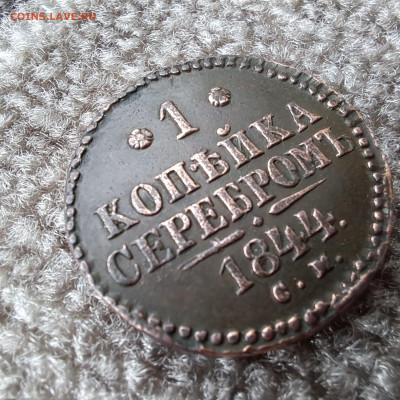 COINS.LAVE.RU
1
КОПѢЙКА
СЕРЕБРОМЪ
1844.
С. М.